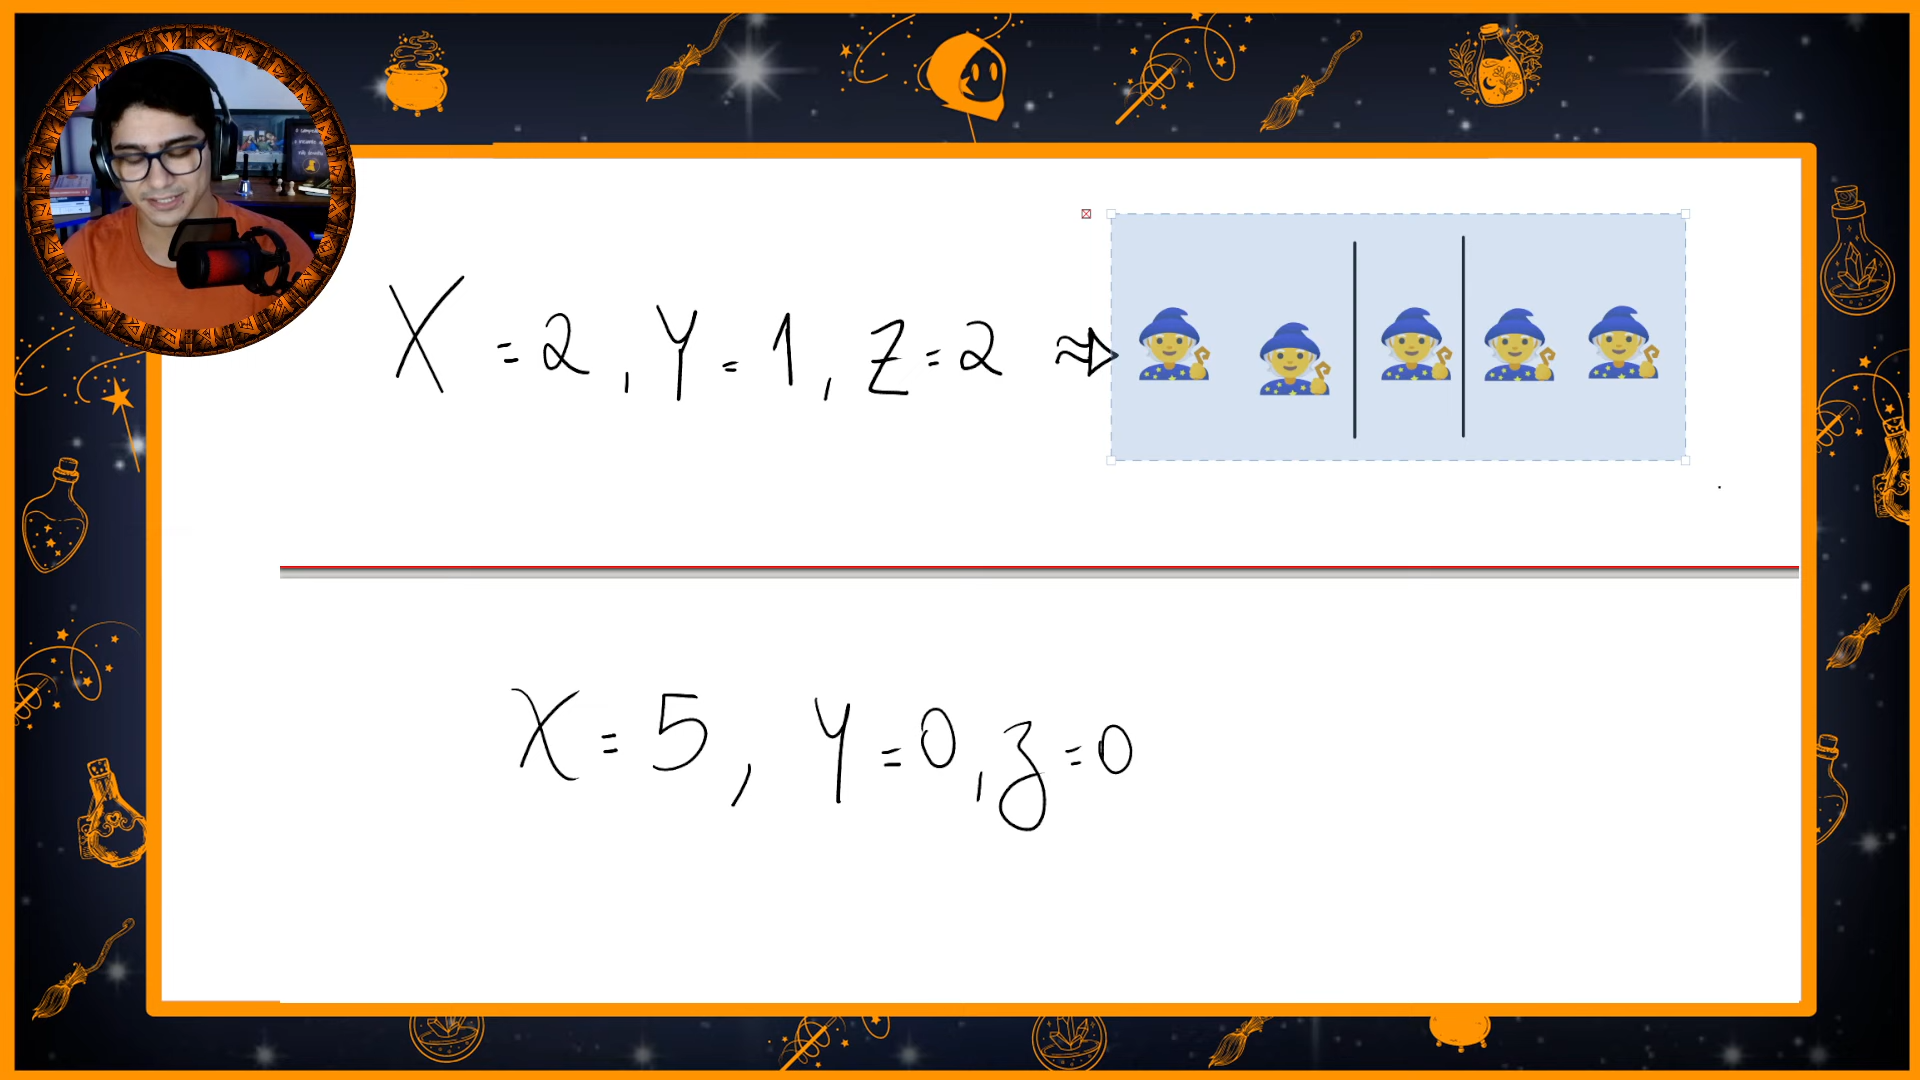 X = 2, Y = 1, Z = 2 ⇒
X = 5, Y = 0, z = 0